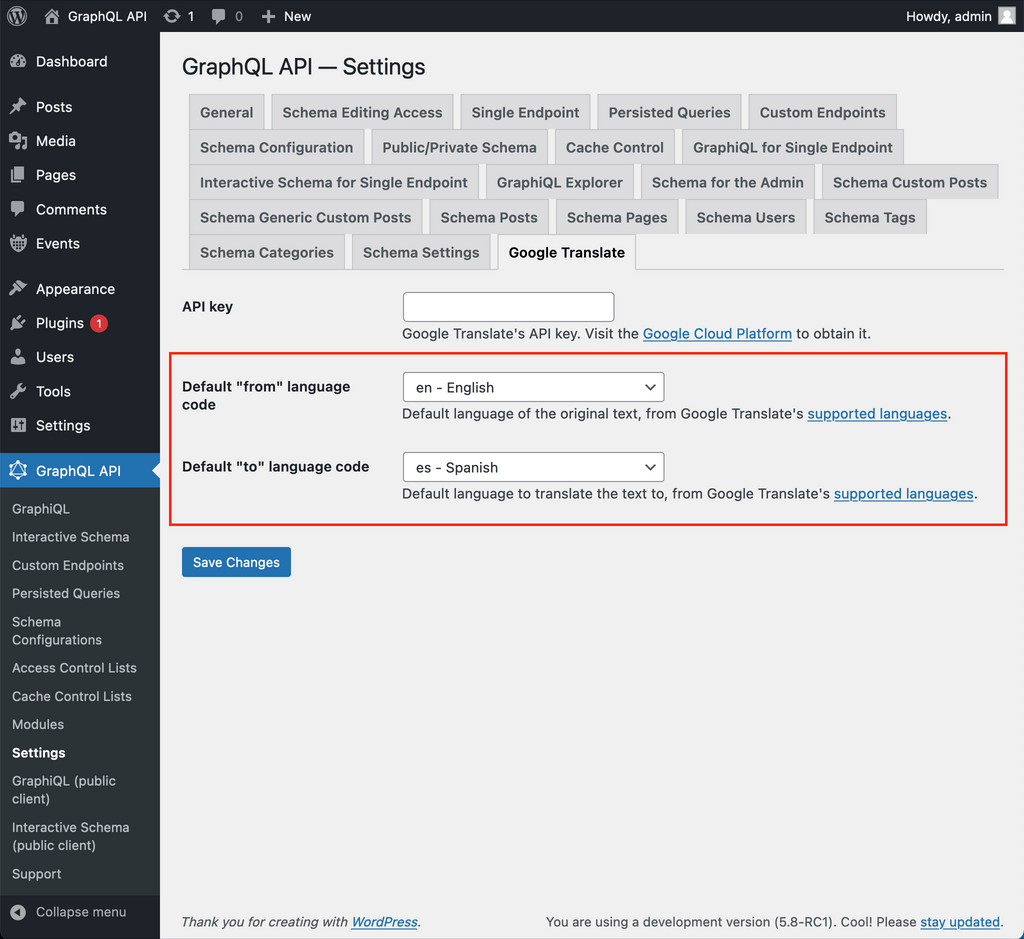 GraphQL API 1 0 New Howdy, admin
Dashboard
Posts
Media
Pages
Comments
Events
Appearance
Plugins 1
Users
Tools
Settings
GraphQL API
GraphiQL
Interactive Schema
Custom Endpoints
Persisted Queries
Schema
Configurations
Access Control Lists
Cache Control Lists
Modules
Settings
GraphiQL (public
client)
Interactive Schema
(public client)
Support
Collapse menu
GraphQL API — Settings
General Schema Editing Access Single Endpoint Persisted Queries Custom Endpoints
Schema Configuration Public/Private Schema Cache Control GraphiQL for Single Endpoint
Interactive Schema for Single Endpoint GraphiQL Explorer Schema for the Admin Schema Custom Posts
Schema Generic Custom Posts Schema Posts Schema Pages Schema Users Schema Tags
Schema Categories Schema Settings Google Translate
API key
Google Translate's API key. Visit the Google Cloud Platform to obtain it.
Default "from" language
code
en - English
Default language of the original text, from Google Translate's supported languages.
Default "to" language code
es - Spanish
Default language to translate the text to, from Google Translate's supported languages.
Save Changes
Thank you for creating with WordPress. You are using a development version (5.8-RC1). Cool! Please stay updated.